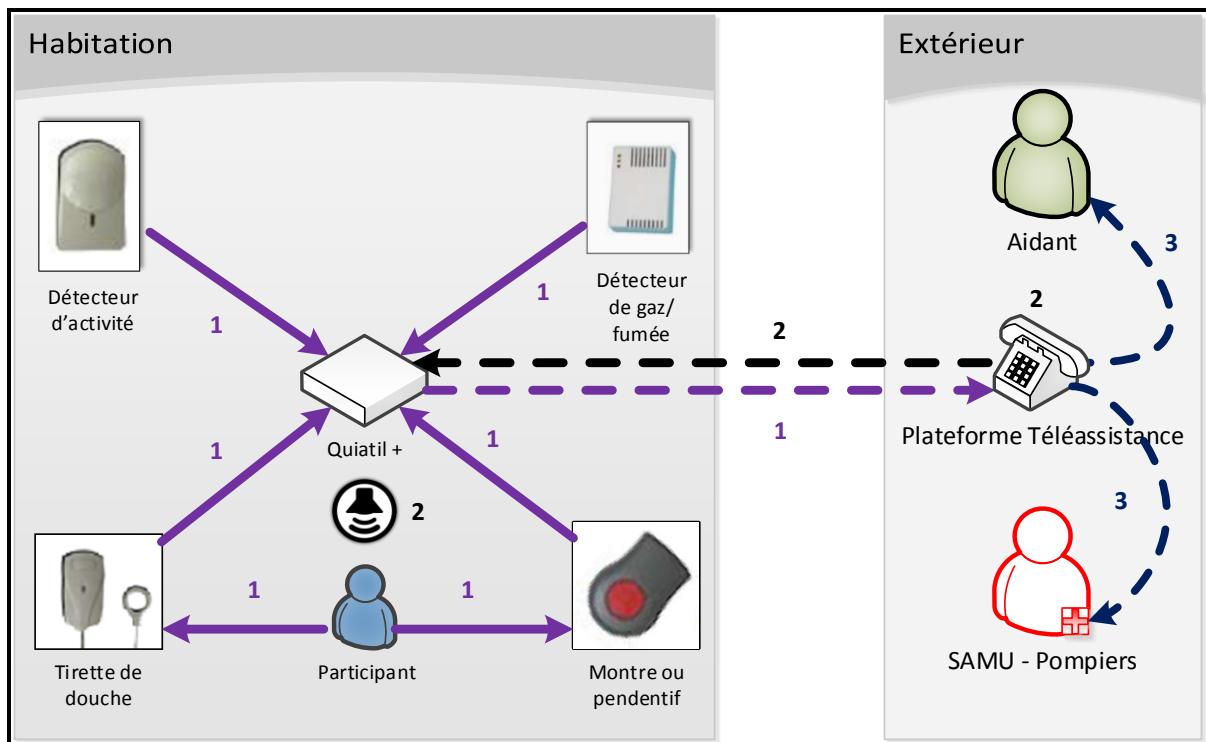 Habitation
Détecteur
d'activité
1
Détecteur
de gaz/
fumée
1
Quiatil +
1
1
2
Tirette de
douche
1
Participant
1
Montre ou
pendentif
2
1
Extérieur
Aidant
3
2
Plateforme Téléassistance
3
SAMU - Pompiers